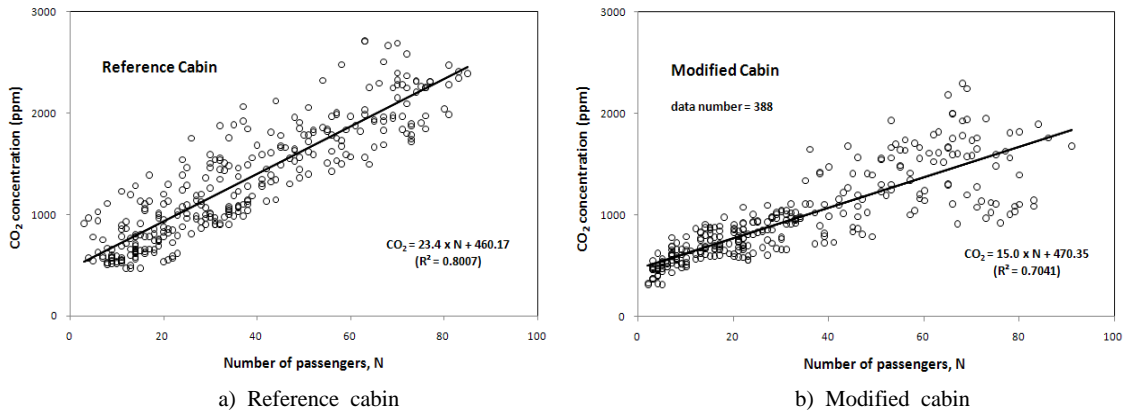 3000
2000
1000
0
CO₂ concentration (ppm)
Reference Cabin
CO₂ = 23.4 x N + 460.17
(R² = 0.8007)
0 20 40 60 80 100
Number of passengers, N
a) Reference cabin
3000
2000
1000
0
CO₂ concentration (ppm)
Modified Cabin
data number = 388
CO₂ = 15.0 x N + 470.35
(R² = 0.7041)
0 20 40 60 80 100
Number of passengers, N
b) Modified cabin